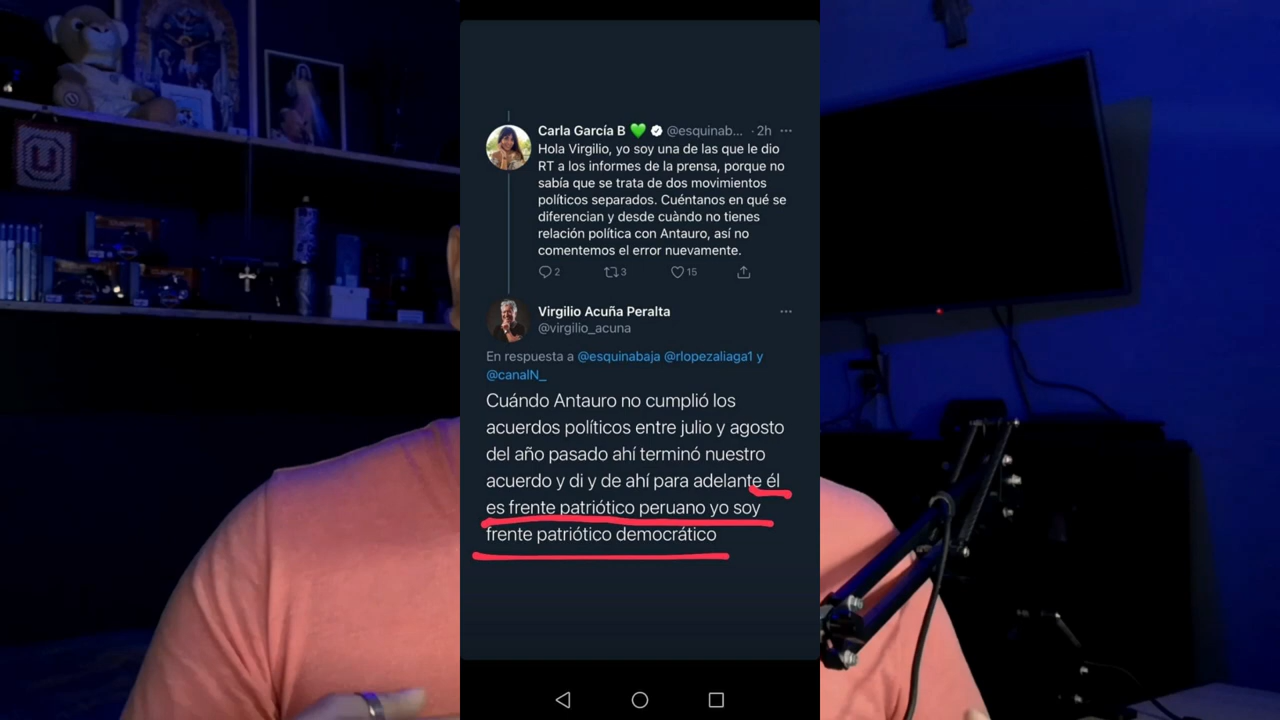 Carla García B 💚 @esquinab... · 2h ...
Hola Virgilio, yo soy una de las que le dio
RT a los informes de la prensa, porque no
sabía que se trata de dos movimientos
políticos separados. Cuéntanos en qué se
diferencian y desde cuàndo no tienes
relación política con Antauro, así no
comentemos el error nuevamente.
2 3 15
Virgilio Acuña Peralta ...
@virgilio_acuna
En respuesta a @esquinabaja @rlopezaliaga1 y
@canalN_
Cuándo Antauro no cumplió los
acuerdos políticos entre julio y agosto
del año pasado ahí terminó nuestro
acuerdo y di y de ahí para adelante él
es frente patriótico peruano yo soy
frente patriótico democrático
U